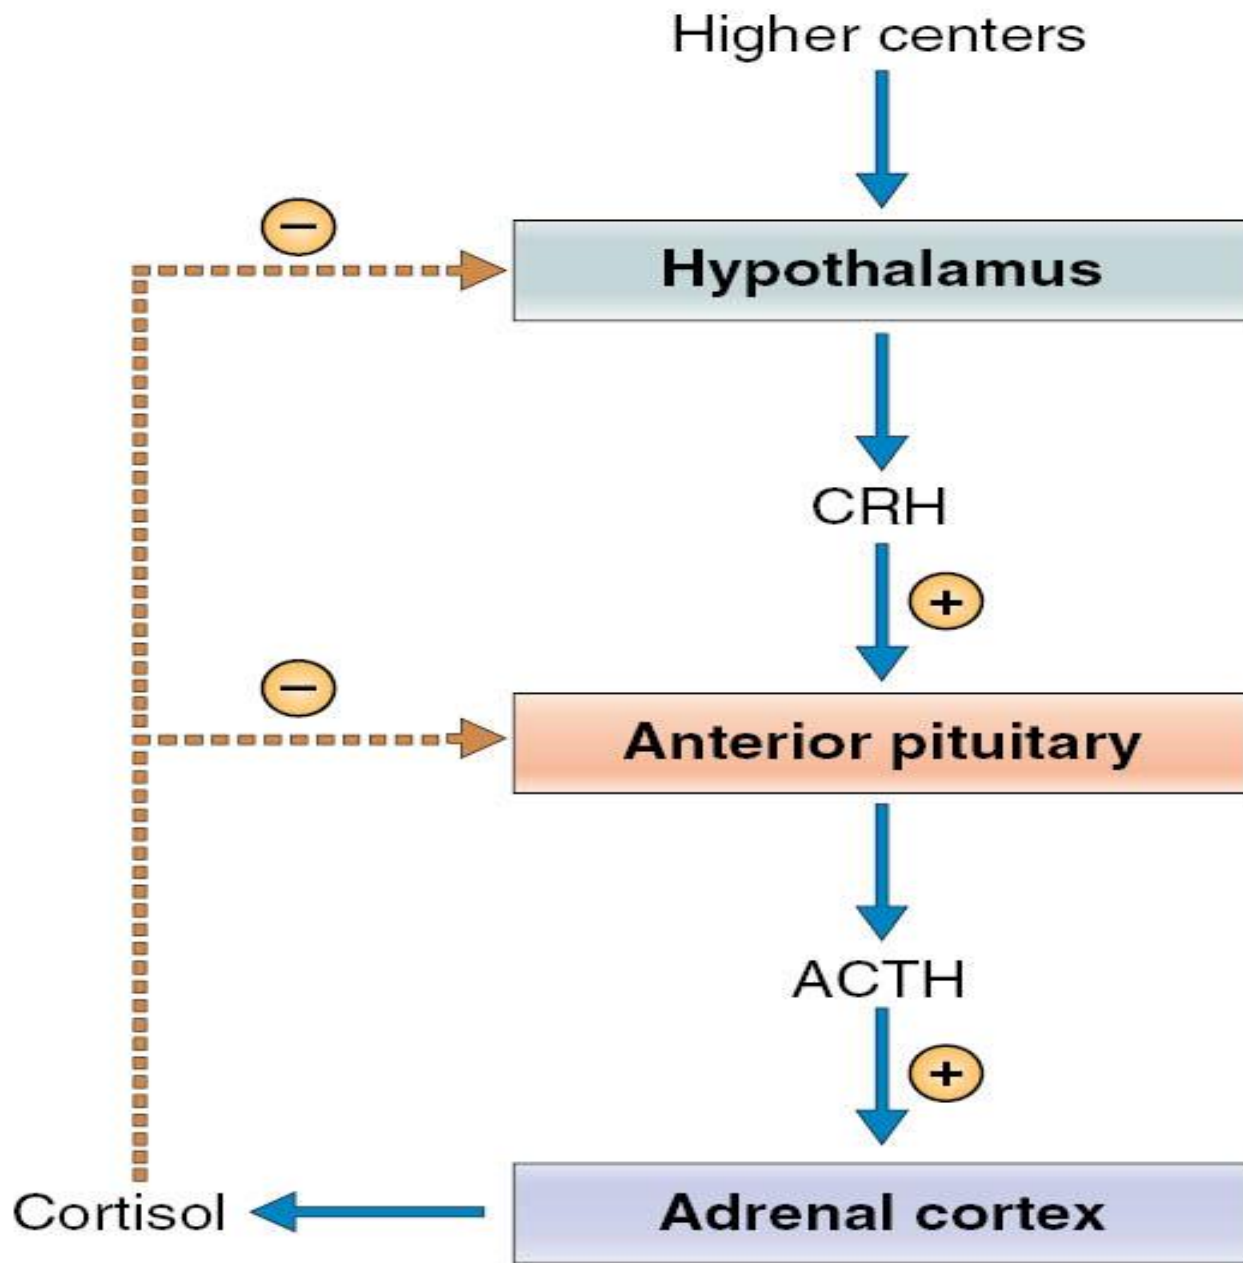 Higher centers
−
Hypothalamus
CRH
+
−
Anterior pituitary
ACTH
+
Cortisol
Adrenal cortex